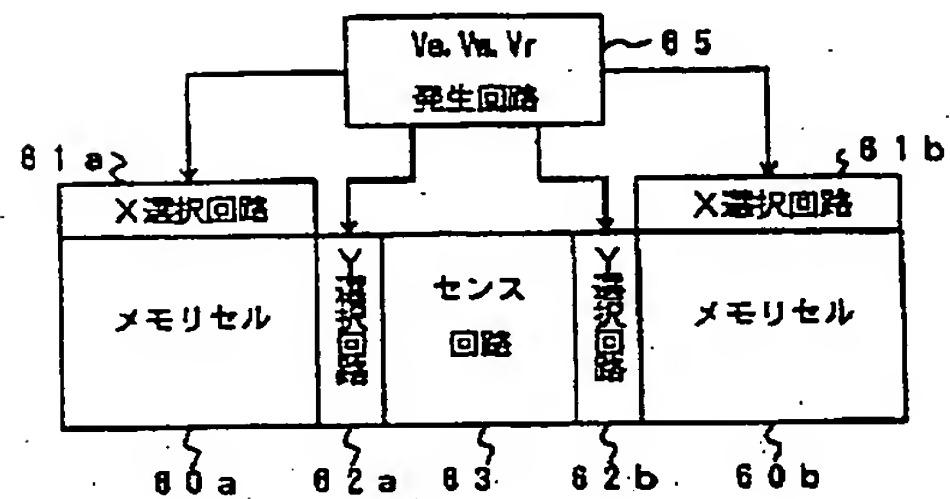 Ve. Vw. Vr
発生回路
65
61a
61b
X選択回路
X選択回路
メモリセル
Y選択回路
センス
回路
Y選択回路
メモリセル
60a
62a
63
62b
60b